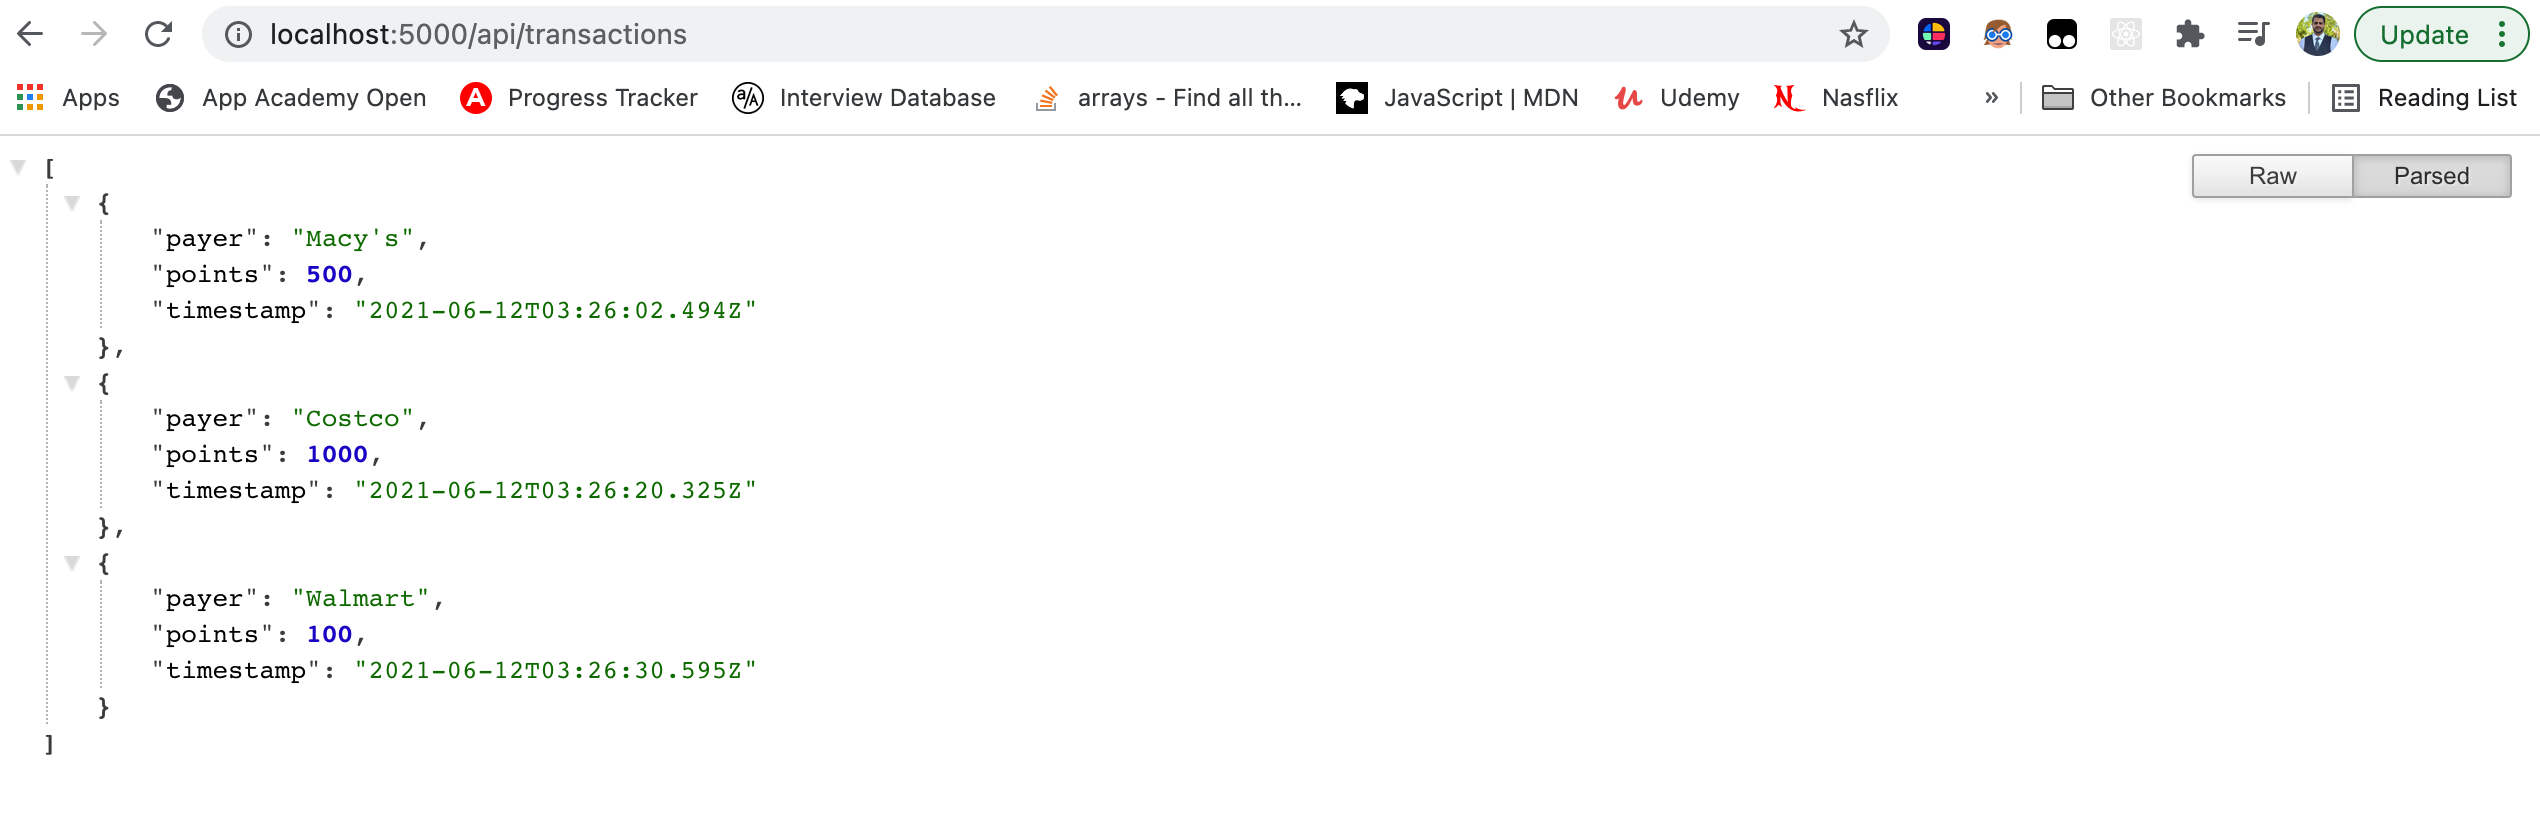 localhost:5000/api/transactions
Update
Apps App Academy Open Progress Tracker Interview Database arrays - Find all th... JavaScript | MDN Udemy Nasflix » Other Bookmarks Reading List
Raw Parsed
[
{
"payer": "Macy's",
"points": 500,
"timestamp": "2021-06-12T03:26:02.494Z"
},
{
"payer": "Costco",
"points": 1000,
"timestamp": "2021-06-12T03:26:20.325Z"
},
{
"payer": "Walmart",
"points": 100,
"timestamp": "2021-06-12T03:26:30.595Z"
}
]